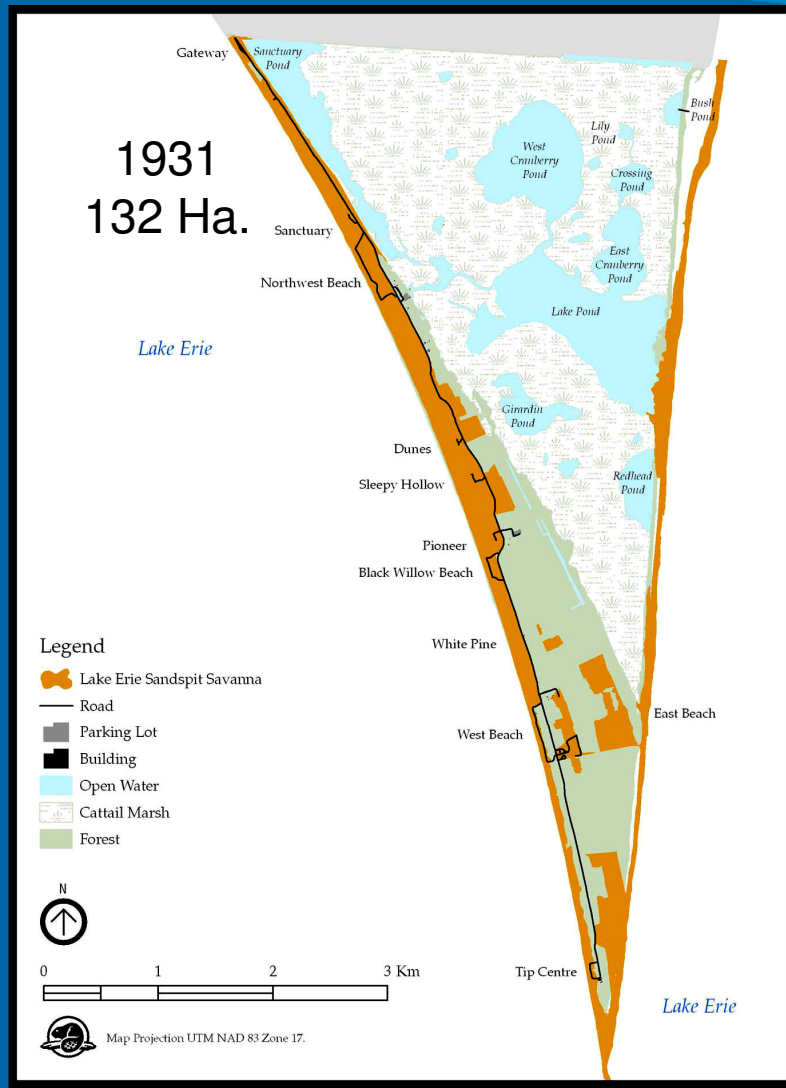 Gateway
Sanctuary
Pond
Bush
Pond
1931
132 Ha.
West
Cranberry
Pond
Lily
Pond
Crossing
Pond
Sanctuary
East
Cranberry
Pond
Northwest Beach
Lake Pond
Lake Erie
Girardin
Pond
Dunes
Redhead
Pond
Sleepy Hollow
Pioneer
Black Willow Beach
White Pine
Legend
Lake Erie Sandspit Savanna
Road
Parking Lot
Building
Open Water
Cattail Marsh
Forest
West Beach
East Beach
N
0 1 2 3 Km
Tip Centre
Lake Erie
Map Projection UTM NAD 83 Zone 17.